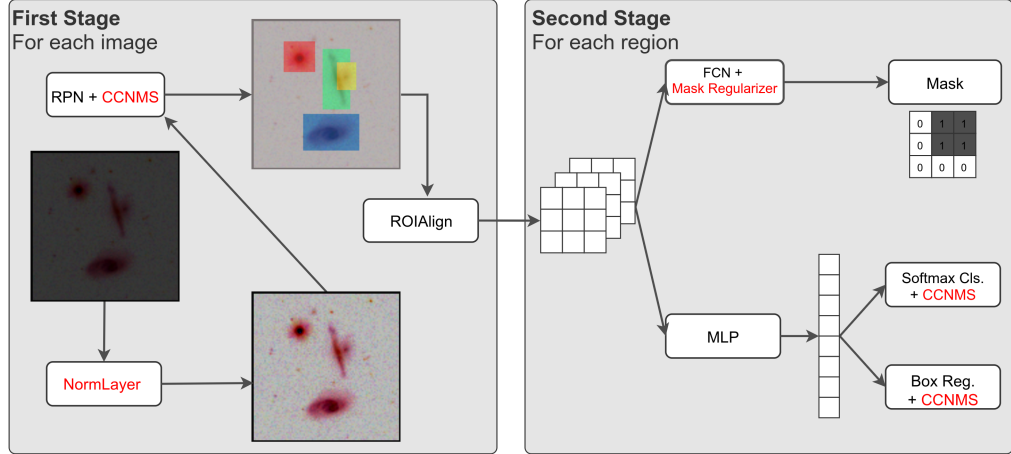 First Stage
For each image
RPN + CCNMS
ROIAlign
NormLayer
Second Stage
For each region
FCN +
Mask Regularizer
Mask
0 1 1
0 1 1
0 0 0
MLP
Softmax Cls.
+ CCNMS
Box Reg.
+ CCNMS